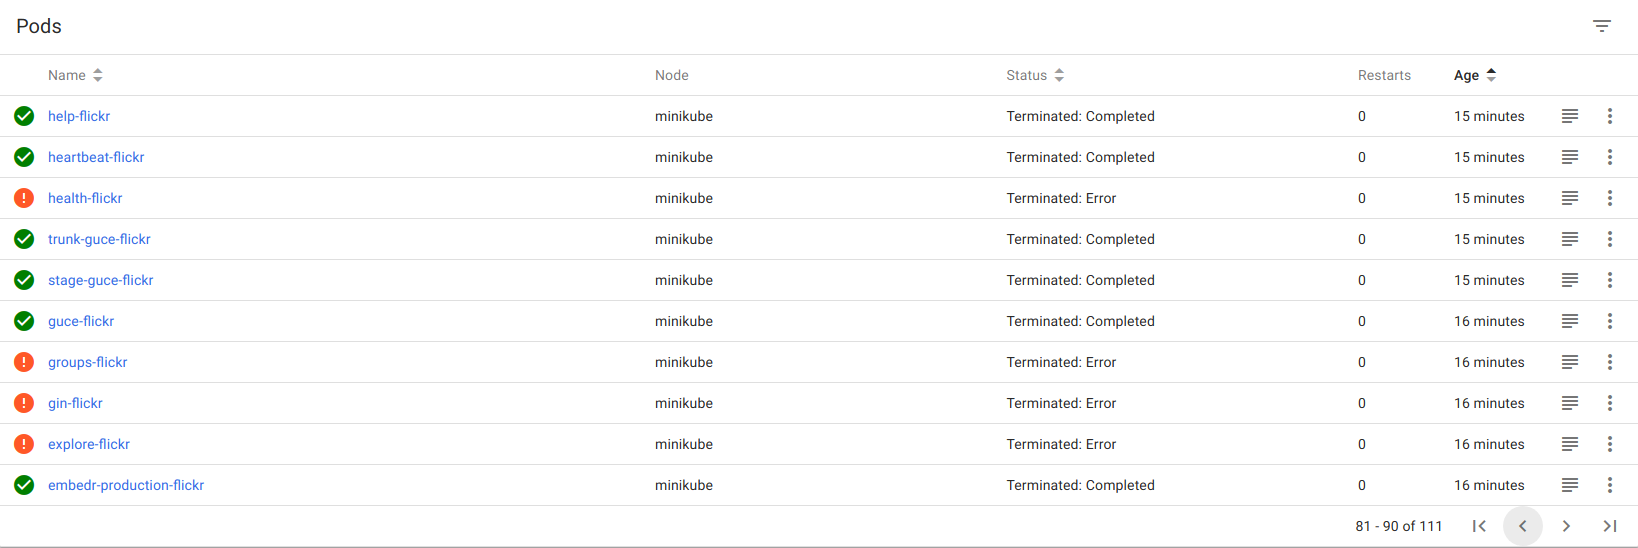 Pods
Name Node Status Restarts Age
help-flickr minikube Terminated: Completed 0 15 minutes
heartbeat-flickr minikube Terminated: Completed 0 15 minutes
health-flickr minikube Terminated: Error 0 15 minutes
trunk-guce-flickr minikube Terminated: Completed 0 15 minutes
stage-guce-flickr minikube Terminated: Completed 0 15 minutes
guce-flickr minikube Terminated: Completed 0 16 minutes
groups-flickr minikube Terminated: Error 0 16 minutes
gin-flickr minikube Terminated: Error 0 16 minutes
explore-flickr minikube Terminated: Error 0 16 minutes
embedr-production-flickr minikube Terminated: Completed 0 16 minutes
81 - 90 of 111